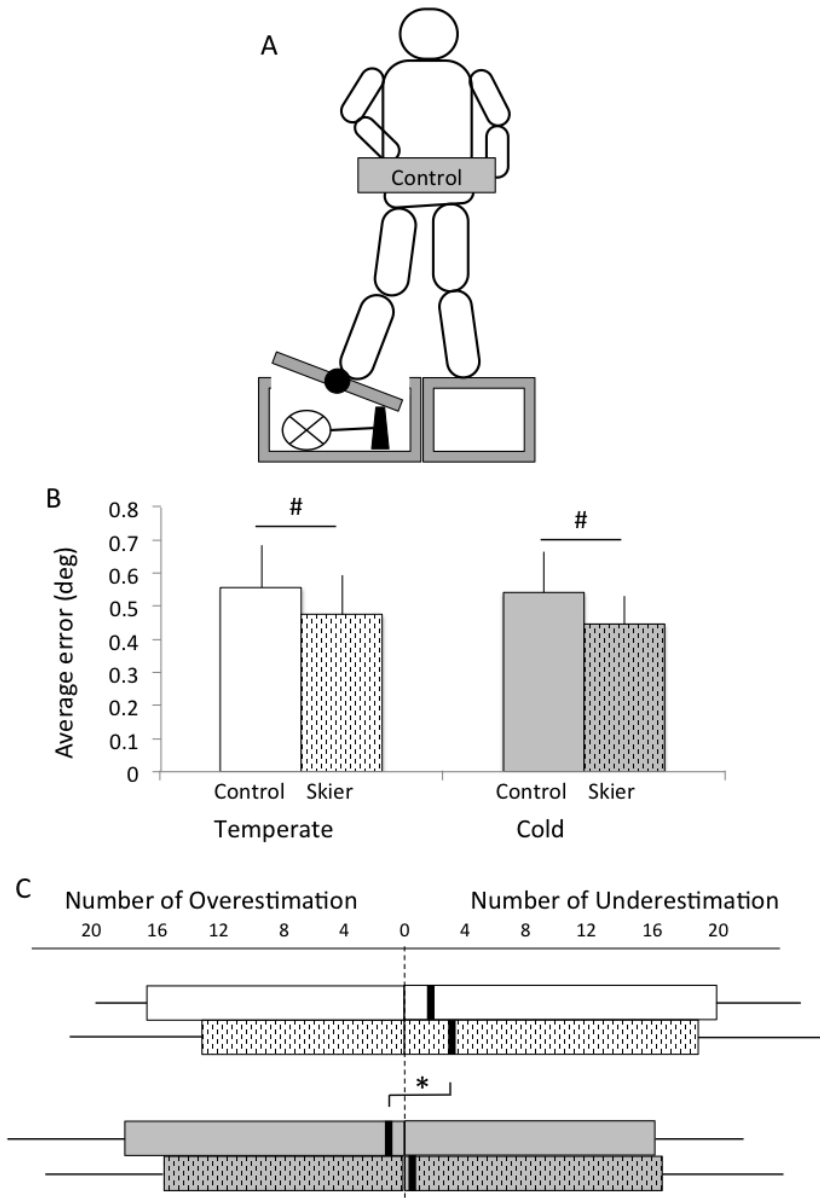 A
Control
B
0.8
0.7
0.6
0.5
0.4
0.3
0.2
0.1
0
Average error (deg)
#
#
Control Skier Control Skier
Temperate Cold
C
Number of Overestimation Number of Underestimation
20 16 12 8 4 0 4 8 12 16 20
*